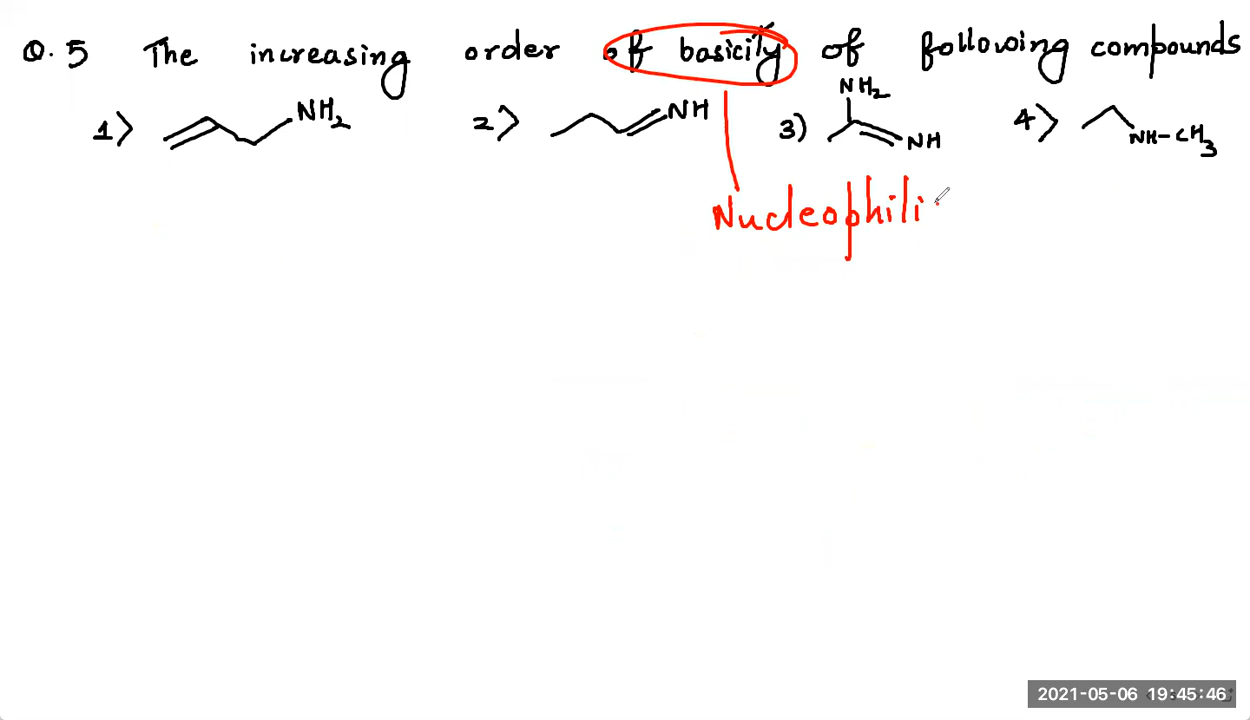 Q. 5 The increasing order of basicity of following compounds
1> NH2 2> NH 3) NH2 NH 4> NH-CH3
Nucleophili
2021-05-06 19:45:46